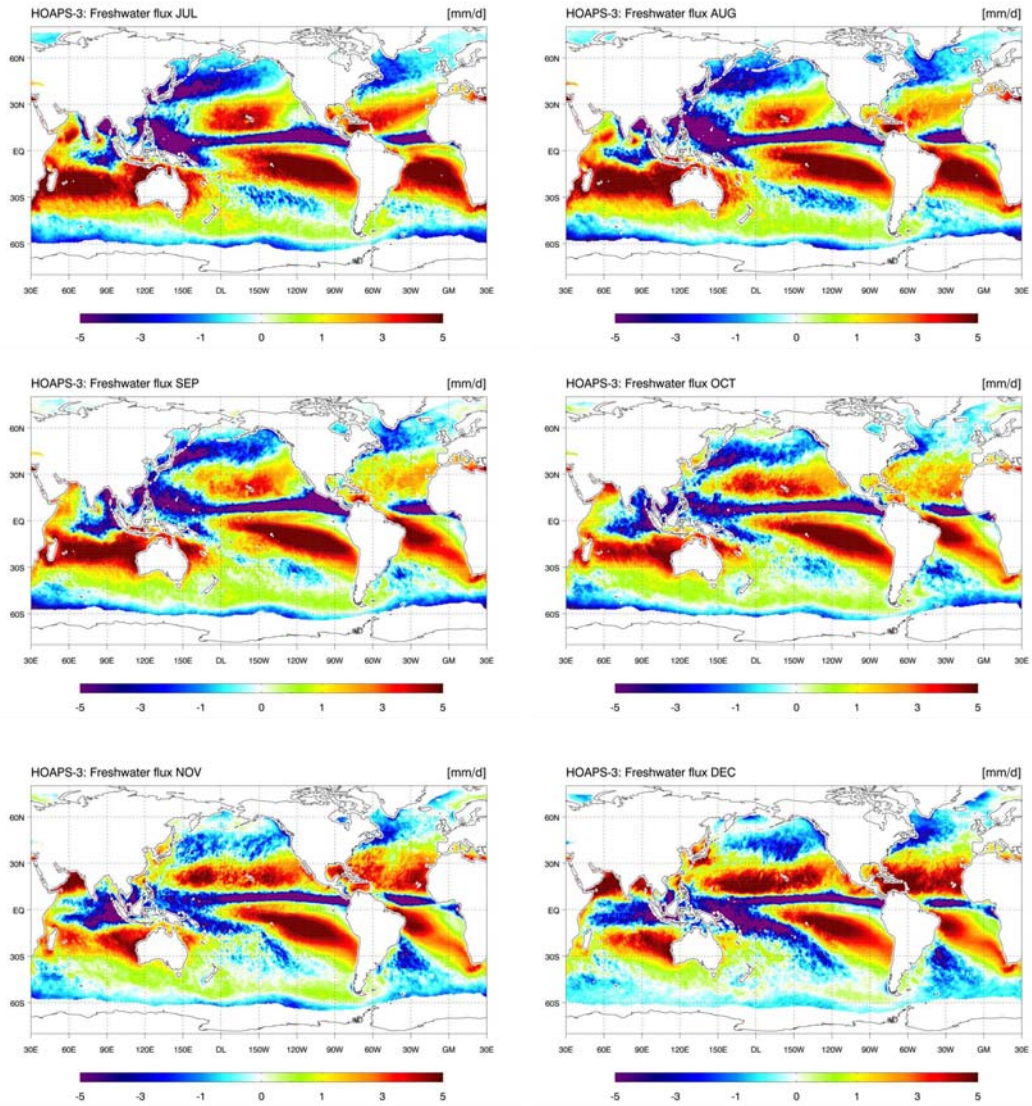 HOAPS-3: Freshwater flux JUL [mm/d]
60N
30N
EQ
30S
60S
30E 60E 90E 120E 150E DL 150W 120W 90W 60W GM 30E
-5 -3 -1 0 1 3 5
HOAPS-3: Freshwater flux AUG [mm/d]
60N
30N
EQ
30S
60S
30E 60E 90E 120E 150E DL 150W 120W 90W 60W GM 30E
-5 -3 -1 0 1 3 5
HOAPS-3: Freshwater flux SEP [mm/d]
60N
30N
EQ
30S
60S
30E 60E 90E 120E 150E DL 150W 120W 90W 60W GM 30E
-5 -3 -1 0 1 3 5
HOAPS-3: Freshwater flux OCT [mm/d]
60N
30N
EQ
30S
60S
30E 60E 90E 120E 150E DL 150W 120W 90W 60W GM 30E
-5 -3 -1 0 1 3 5
HOAPS-3: Freshwater flux NOV [mm/d]
60N
30N
EQ
30S
60S
30E 60E 90E 120E 150E DL 150W 120W 90W 60W GM 30E
-5 -3 -1 0 1 3 5
HOAPS-3: Freshwater flux DEC [mm/d]
60N
30N
EQ
30S
60S
30E 60E 90E 120E 150E DL 150W 120W 90W 60W GM 30E
-5 -3 -1 0 1 3 5